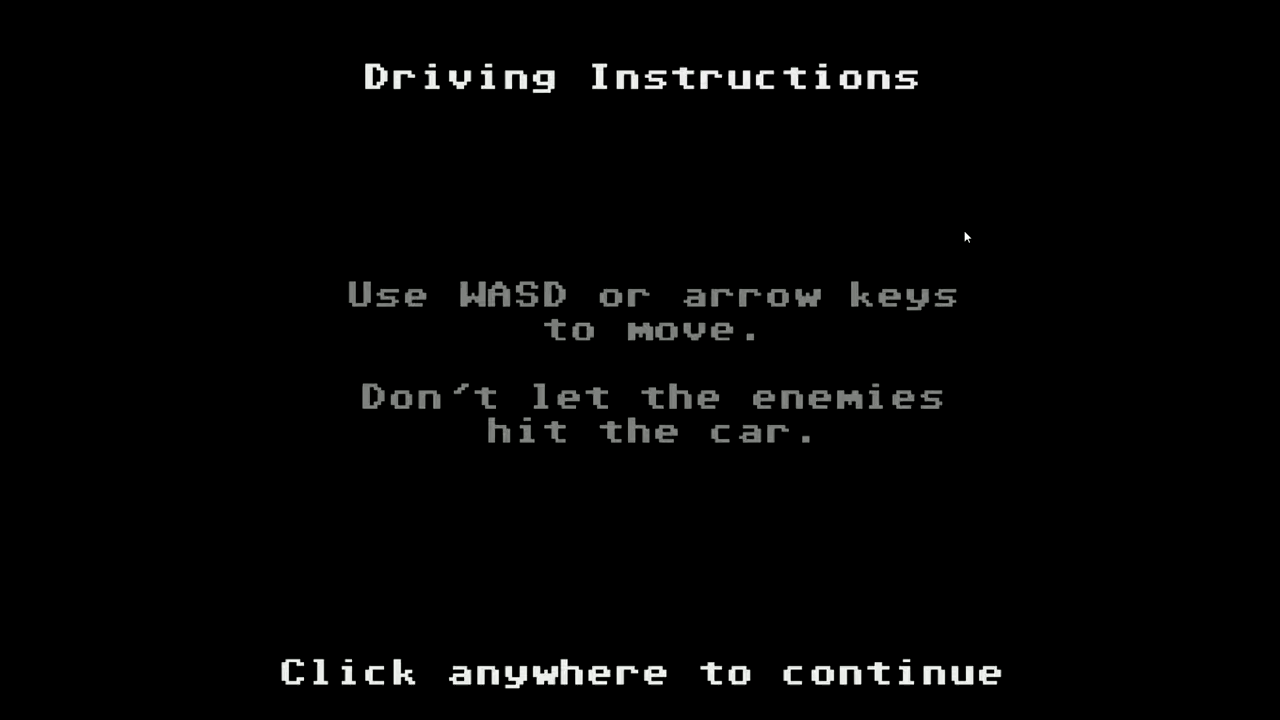 Driving Instructions
Use WASD or arrow keys
to move.
Don't let the enemies
hit the car.
Click anywhere to continue